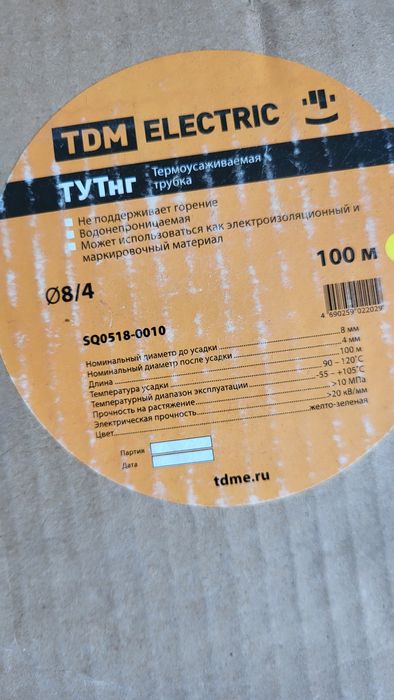 TDM ELECTRIC
ТУТнг Термоусаживаемая трубка
Не поддерживает горение
Водонепроницаемая
Может использоваться как электроизоляционный и
маркировочный материал
100 м
Ø8/4
4 690259 022029
SQ0518-0010
Номинальный диаметр до усадки 8 мм
Номинальный диаметр после усадки 4 мм
Длина 100 м
Температура усадки 90 – 120°С
Температурный диапазон эксплуатации -55 – +105°С
Прочность на растяжение >10 МПа
Электрическая прочность >20 кВ/мм
Цвет желто-зеленая
Партия
Дата
tdme.ru